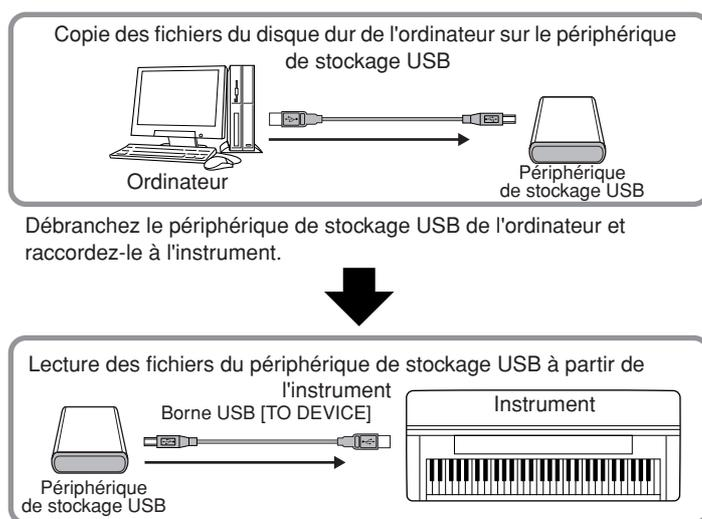 Copie des fichiers du disque dur de l'ordinateur sur le périphérique
de stockage USB
Ordinateur
Périphérique
de stockage USB
Débranchez le périphérique de stockage USB de l'ordinateur et
raccordez-le à l'instrument.
Lecture des fichiers du périphérique de stockage USB à partir de
l'instrument
Borne USB [TO DEVICE]
Instrument
Périphérique
de stockage USB